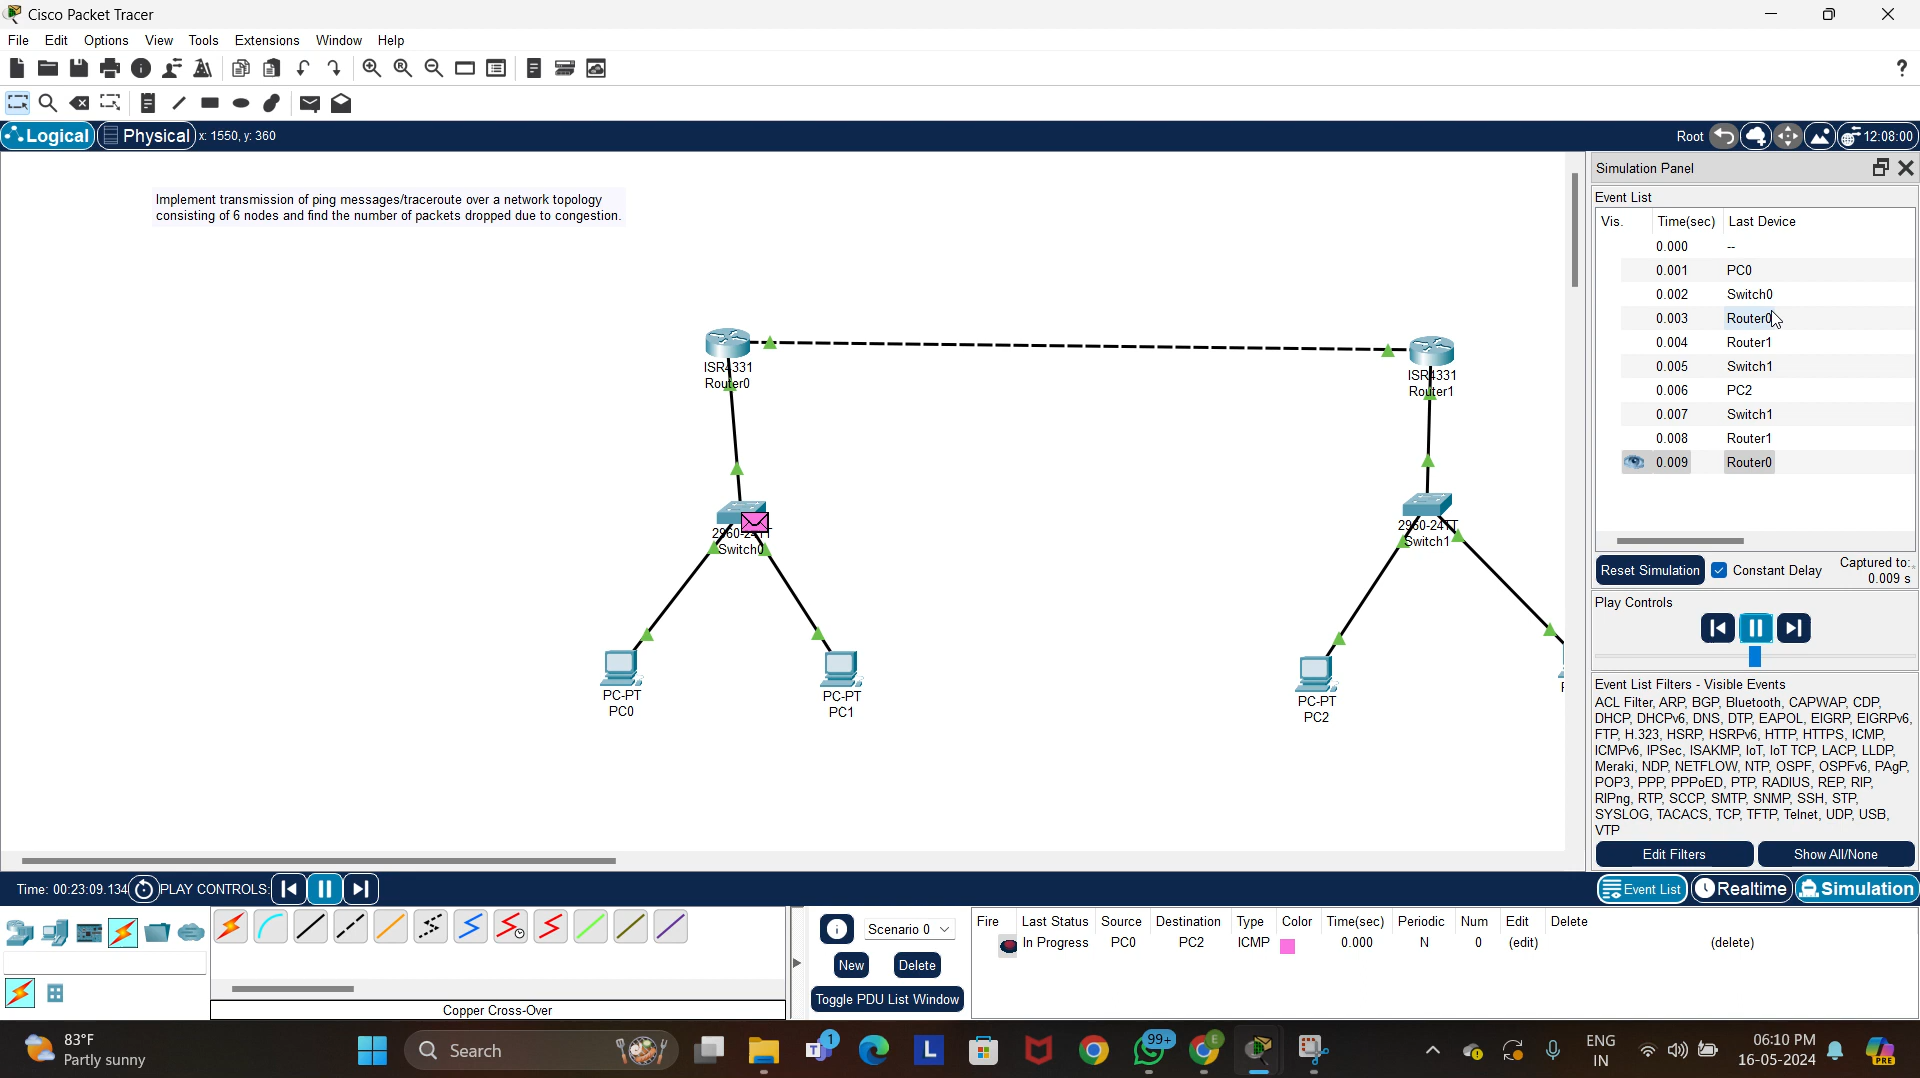 Cisco Packet Tracer
File Edit Options View Tools Extensions Window Help
?
Logical Physical x: 1550, y: 360
Root 12:08:00
Implement transmission of ping messages/traceroute over a network topology
consisting of 6 nodes and find the number of packets dropped due to congestion.
ISR4331
Router0
ISR4331
Router1
2960-24TT
Switch0
2960-24TT
Switch1
PC-PT
PC0
PC-PT
PC1
PC-PT
PC2
Simulation Panel
Event List
Vis. Time(sec) Last Device
0.000 --
0.001 PC0
0.002 Switch0
0.003 Router0
0.004 Router1
0.005 Switch1
0.006 PC2
0.007 Switch1
0.008 Router1
0.009 Router0
Reset Simulation Constant Delay Captured to:
0.009 s
Play Controls
Event List Filters - Visible Events
ACL Filter, ARP, BGP, Bluetooth, CAPWAP, CDP,
DHCP, DHCPv6, DNS, DTP, EAPOL, EIGRP, EIGRPv6,
FTP, H.323, HSRP, HSRPv6, HTTP, HTTPS, ICMP,
ICMPv6, IPSec, ISAKMP, IoT, IoT TCP, LACP, LLDP,
Meraki, NDP, NETFLOW, NTP, OSPF, OSPFv6, PAgP,
POP3, PPP, PPPoED, PTP, RADIUS, REP, RIP,
RIPng, RTP, SCCP, SMTP, SNMP, SSH, STP,
SYSLOG, TACACS, TCP, TFTP, Telnet, UDP, USB,
VTP
Edit Filters Show All/None
Time: 00:23:09.134 PLAY CONTROLS:
Event List Realtime Simulation
Copper Cross-Over
Scenario 0
New Delete
Toggle PDU List Window
Fire Last Status Source Destination Type Color Time(sec) Periodic Num Edit Delete
In Progress PC0 PC2 ICMP 0.000 N 0 (edit) (delete)
83°F
Partly sunny
Search
1
L
99+
E
ENG
IN
06:10 PM
16-05-2024
PRE